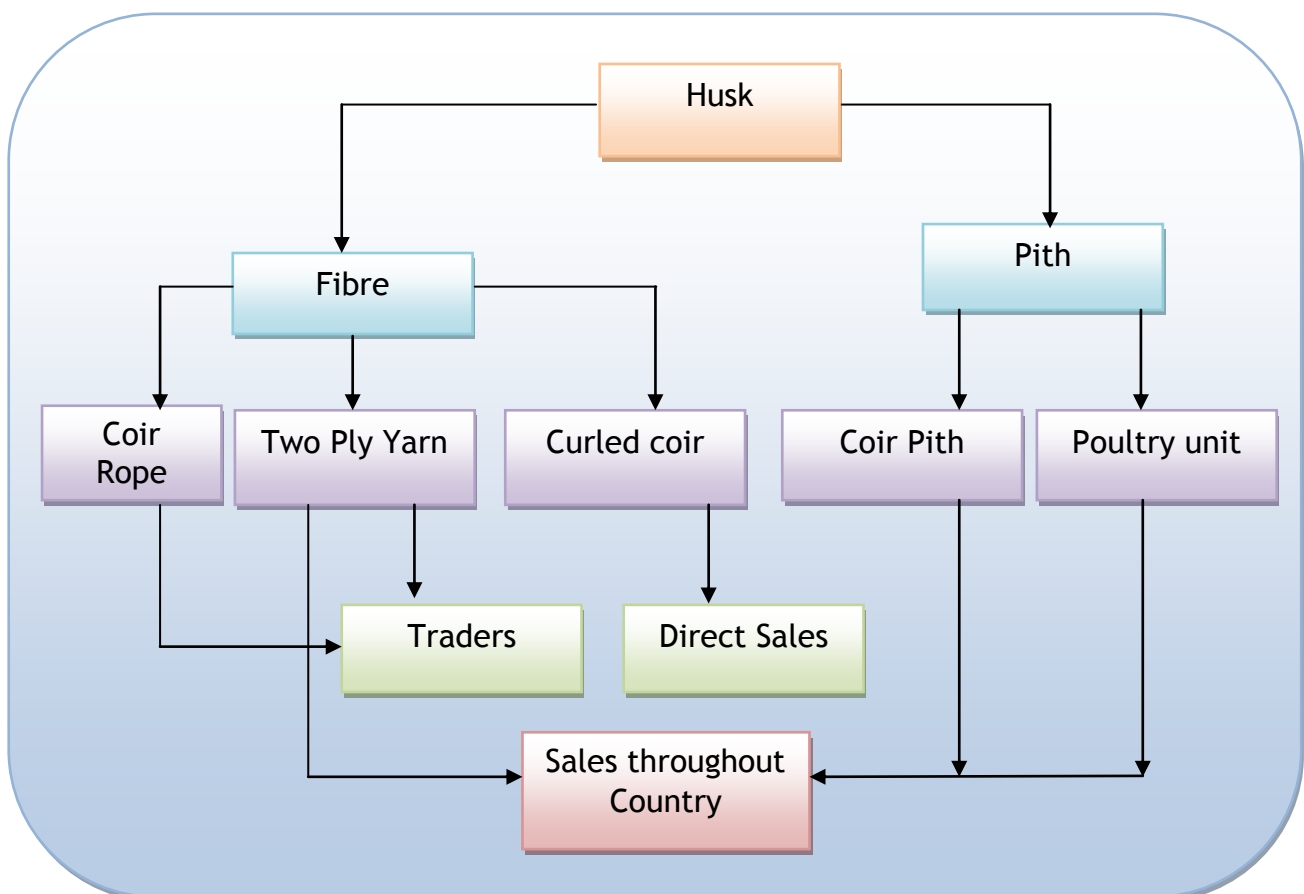 Husk
Pith
Fibre
Coir
Rope
Two Ply Yarn
Curled coir
Coir Pith
Poultry unit
Traders
Direct Sales
Sales throughout
Country